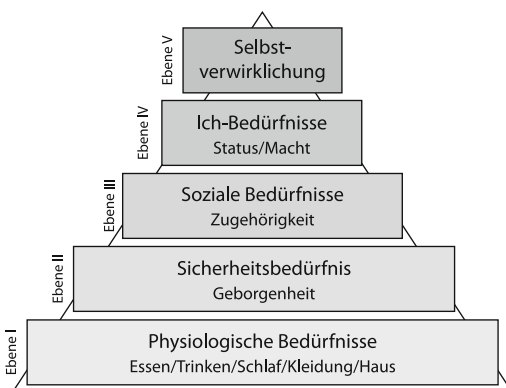 Ebene V
Selbst-
verwirklichung
Ebene IV
Ich-Bedürfnisse
Status/Macht
Ebene III
Soziale Bedürfnisse
Zugehörigkeit
Ebene II
Sicherheitsbedürfnis
Geborgenheit
Ebene I
Physiologische Bedürfnisse
Essen/Trinken/Schlaf/Kleidung/Haus